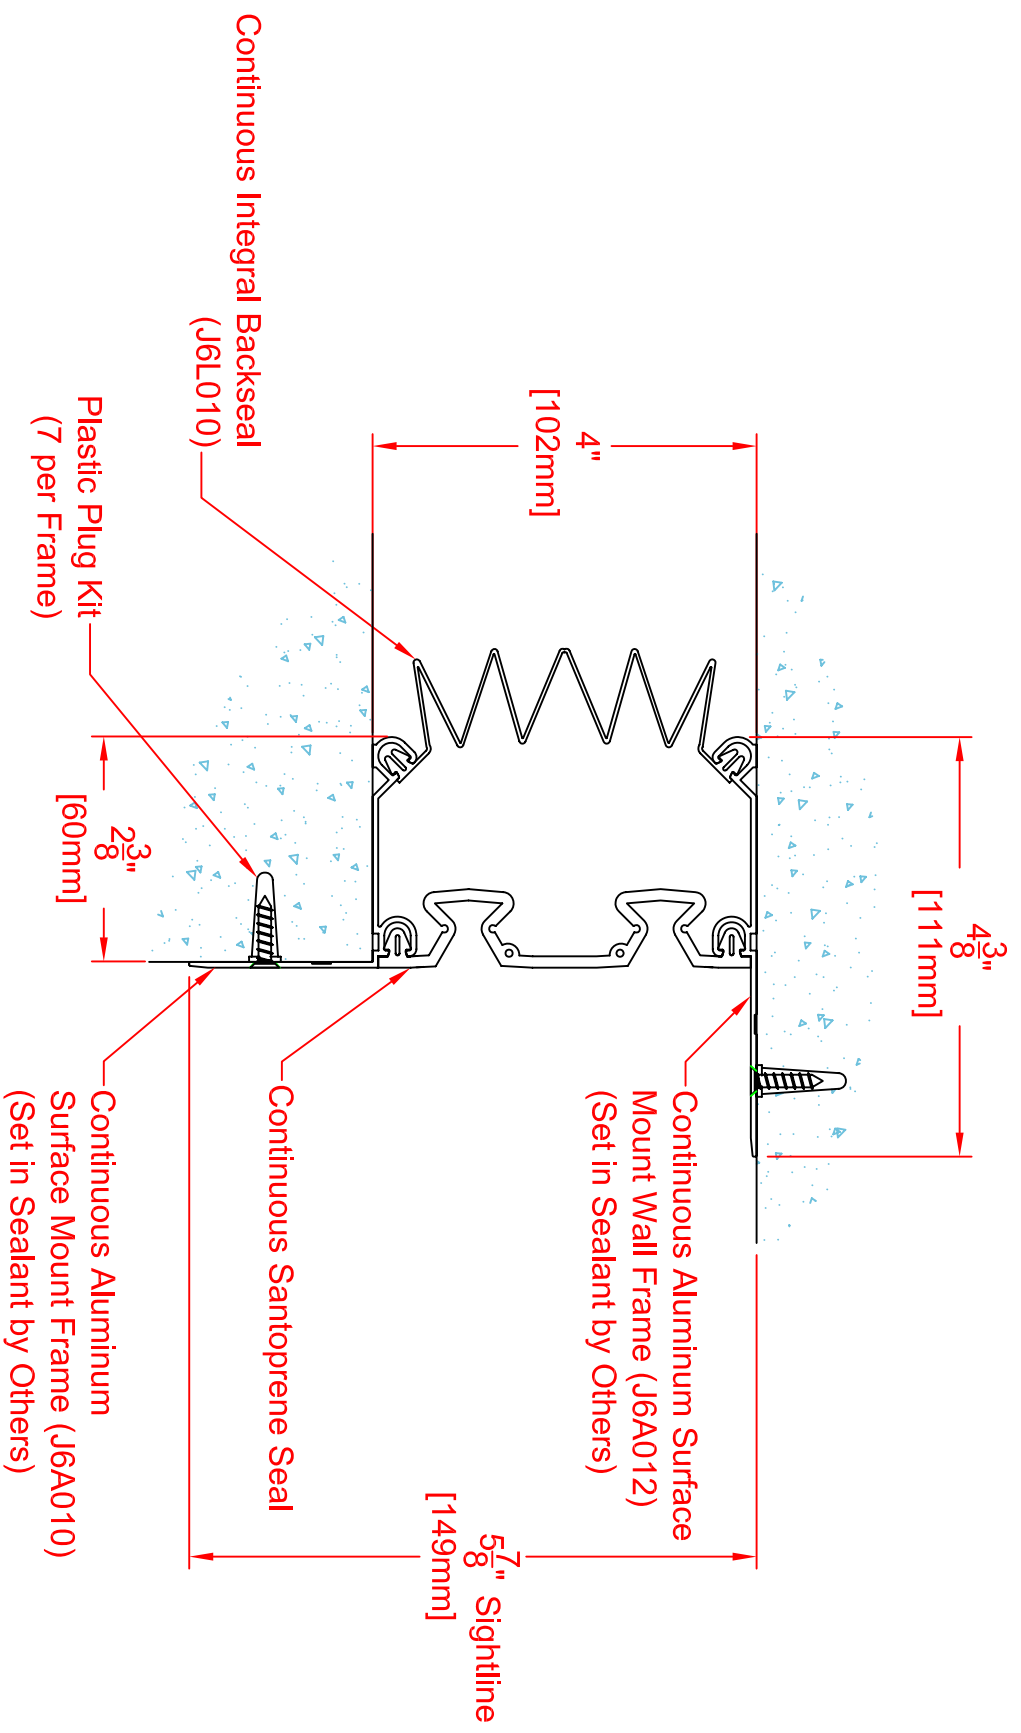 Continuous Integral Backseal
(J6L010)
Plastic Plug Kit
(7 per Frame)
4"
[102mm]
2 3/8"
[60mm]
4 3/8"
[111mm]
Continuous Aluminum Surface
Mount Wall Frame (J6A012)
(Set in Sealant by Others)
Continuous Santoprene Seal
Continuous Aluminum
Surface Mount Frame (J6A010)
(Set in Sealant by Others)
5 7/8" Sightline
[149mm]